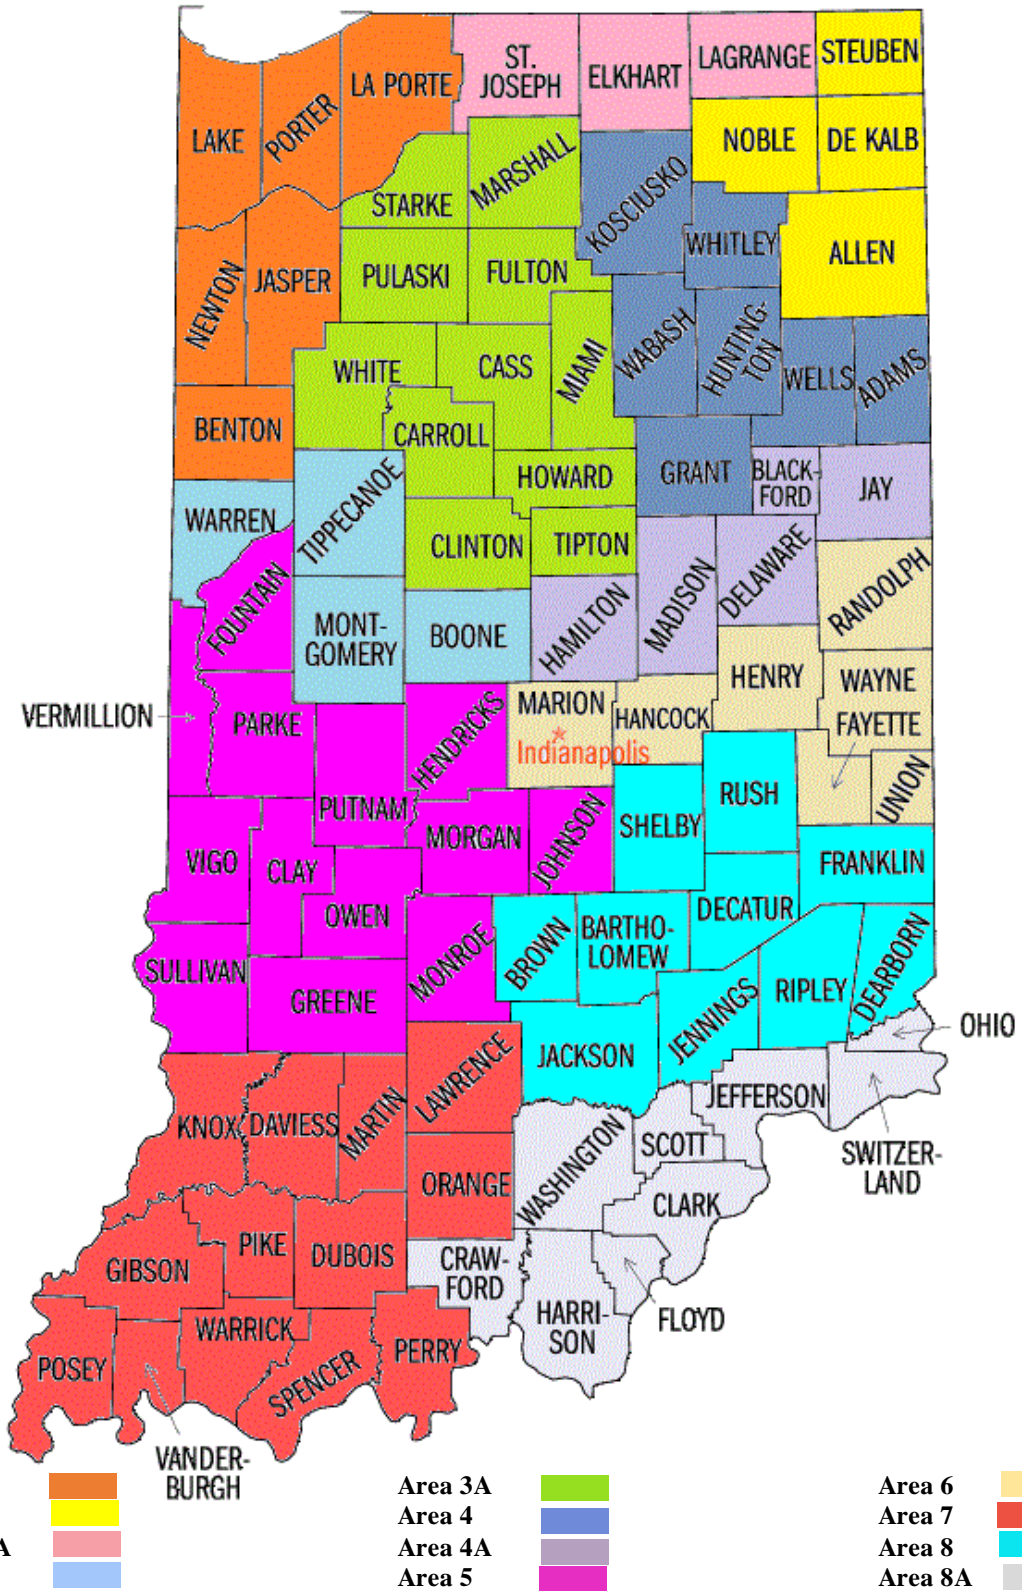 ST.
JOSEPH
ELKHART
LAGRANGE
STEUBEN
LA PORTE
LAKE
PORTER
NOBLE
DE KALB
STARKE
MARSHALL
KOSCIUSKO
WHITLEY
ALLEN
NEWTON
JASPER
PULASKI
FULTON
WHITE
CASS
MIAMI
WABASH
HUNTING-
TON
WELLS
ADAMS
BENTON
CARROLL
HOWARD
GRANT
BLACK-
FORD
JAY
WARREN
TIPPECANOE
CLINTON
TIPTON
DELAWARE
RANDOLPH
FOUNTAIN
MONT-
GOMERY
BOONE
HAMILTON
MADISON
HENRY
WAYNE
FAYETTE
UNION
VERMILLION
PARKE
HENDRICKS
MARION
Indianapolis
HANCOCK
PUTNAM
MORGAN
JOHNSON
SHELBY
RUSH
FRANKLIN
VIGO
CLAY
OWEN
MONROE
BROWN
BARTHO-
LOMEW
DECATUR
DEARBORN
SULLIVAN
GREENE
JENNINGS
RIPLEY
OHIO
JACKSON
LAWRENCE
JEFFERSON
KNOX
DAVIESS
MARTIN
WASHINGTON
SCOTT
SWITZER-
LAND
ORANGE
CLARK
GIBSON
PIKE
DUBOIS
CRAW-
FORD
HARRI-
SON
FLOYD
POSEY
WARRICK
SPENCER
PERRY
VANDER-
BURGH
Area 3A
Area 6
Area 4
Area 7
A
Area 4A
Area 8
Area 5
Area 8A